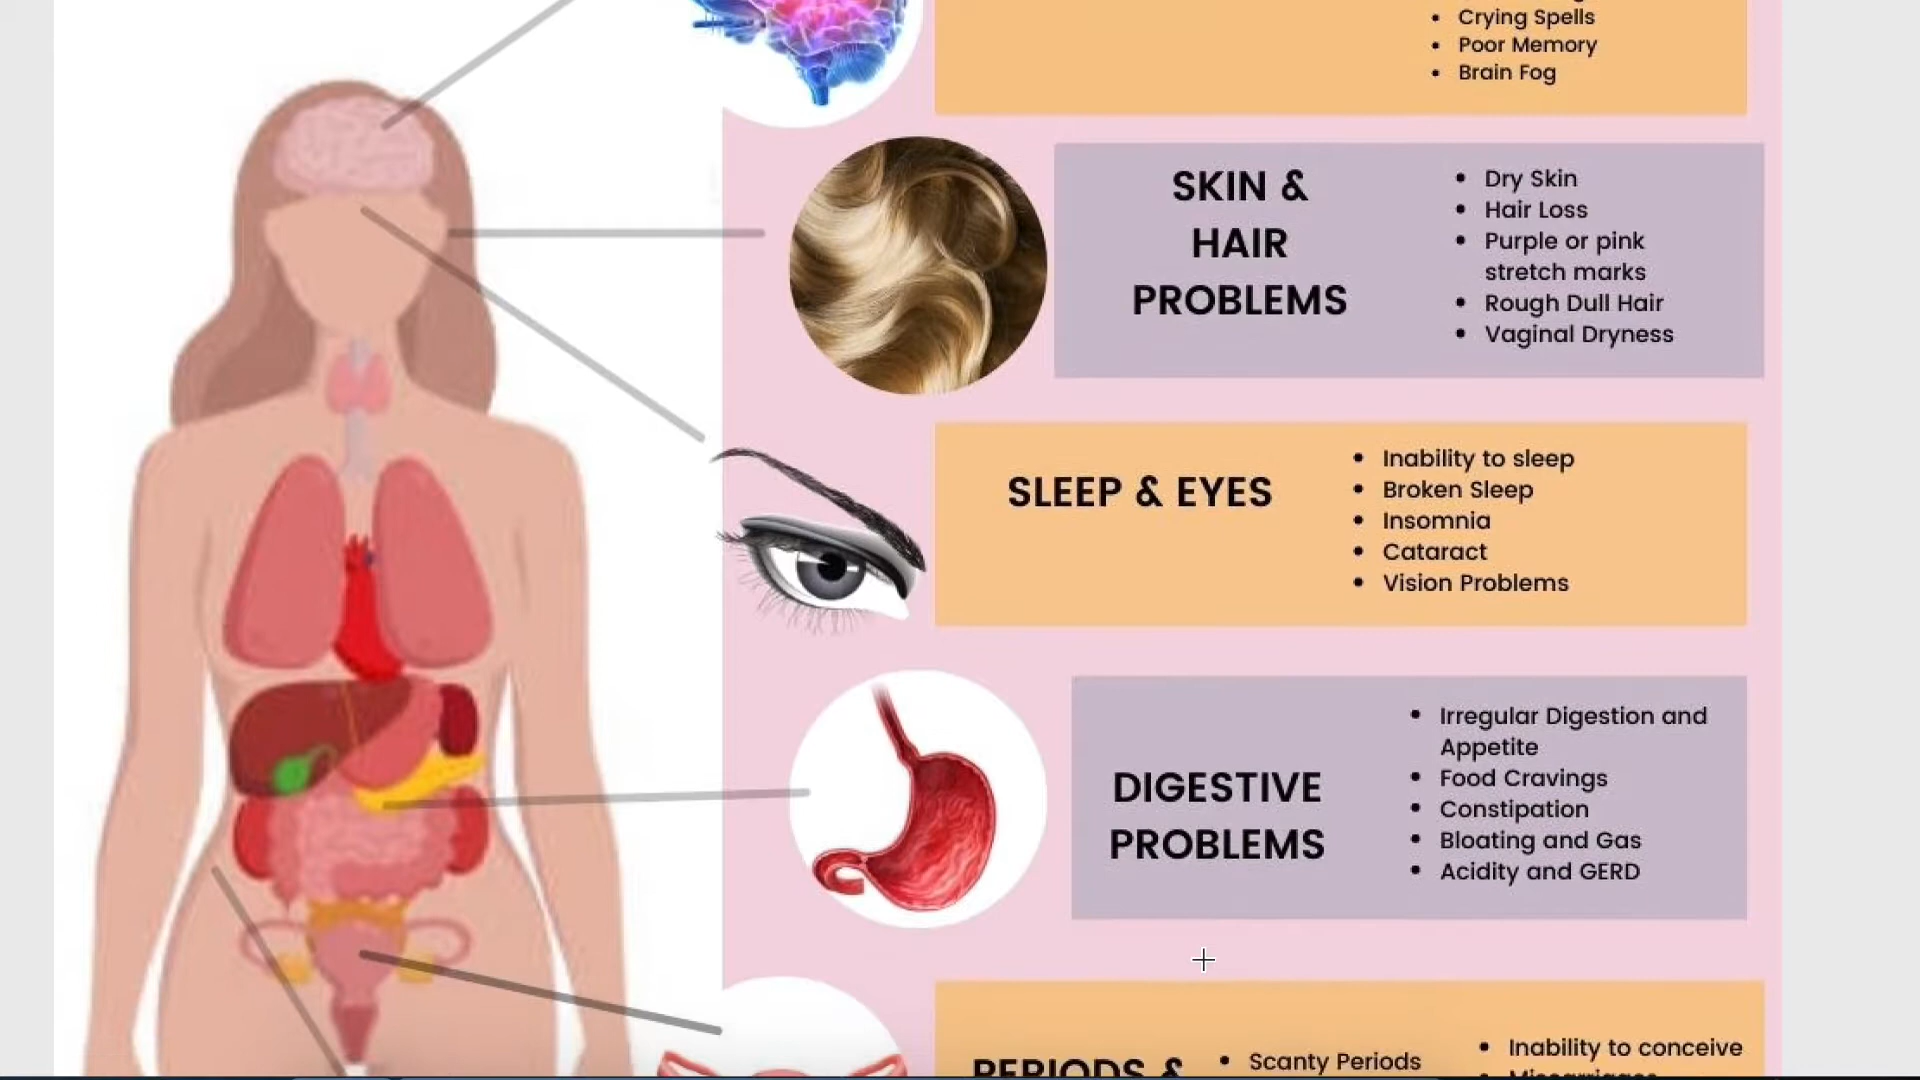 Crying Spells
Poor Memory
Brain Fog
SKIN &
HAIR
PROBLEMS
Dry Skin
Hair Loss
Purple or pink
stretch marks
Rough Dull Hair
Vaginal Dryness
SLEEP & EYES
Inability to sleep
Broken Sleep
Insomnia
Cataract
Vision Problems
DIGESTIVE
PROBLEMS
Irregular Digestion and
Appetite
Food Cravings
Constipation
Bloating and Gas
Acidity and GERD
PERIODS &
Scanty Periods
Inability to conceive
Miscarriages